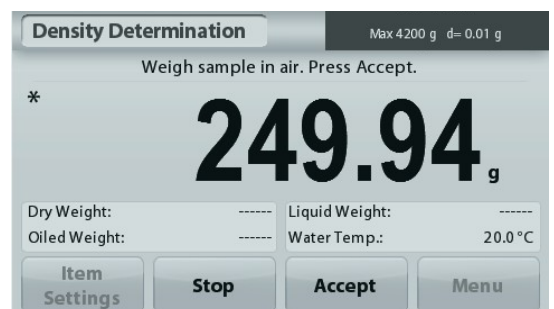 Density Determination
Max 4200 g d= 0.01 g
Weigh sample in air. Press Accept.
*
249.94 g
Dry Weight: ------
Liquid Weight: ------
Oiled Weight: ------
Water Temp.: 20.0 °C
Item Settings
Stop
Accept
Menu